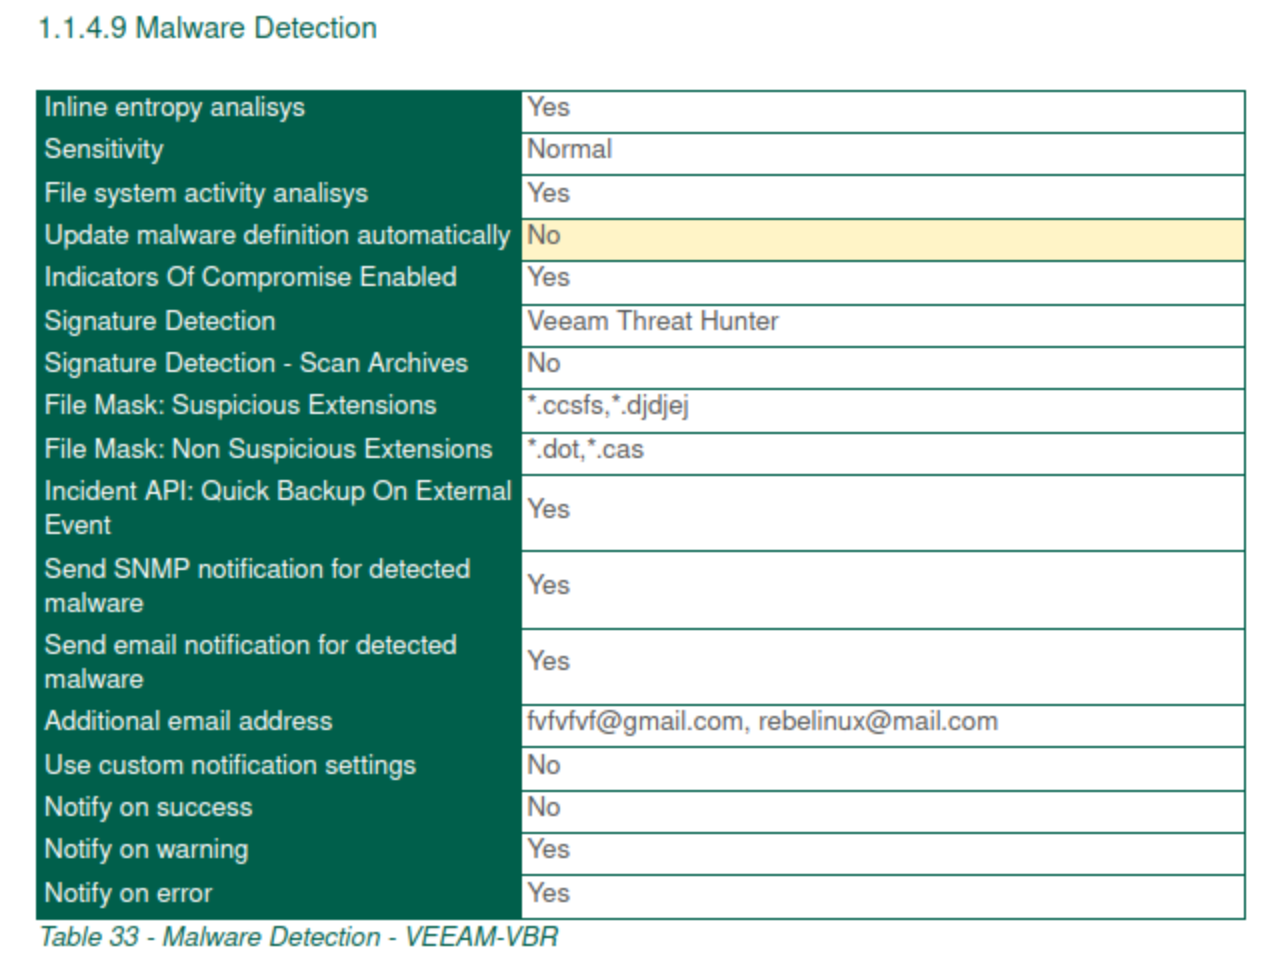 1.1.4.9 Malware Detection
Inline entropy analisys Yes
Sensitivity Normal
File system activity analisys Yes
Update malware definition automatically No
Indicators Of Compromise Enabled Yes
Signature Detection Veeam Threat Hunter
Signature Detection - Scan Archives No
File Mask: Suspicious Extensions *.ccsfs,*.djdjej
File Mask: Non Suspicious Extensions *.dot,*.cas
Incident API: Quick Backup On External
Event Yes
Send SNMP notification for detected
malware Yes
Send email notification for detected
malware Yes
Additional email address fvfvfvf@gmail.com, rebelinux@mail.com
Use custom notification settings No
Notify on success No
Notify on warning Yes
Notify on error Yes
Table 33 - Malware Detection - VEEAM-VBR